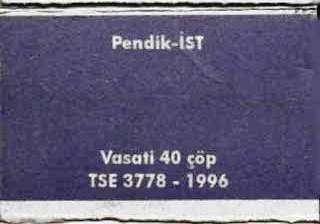 Pendik-İST
Vasati 40 çöp
TSE 3778 - 1996